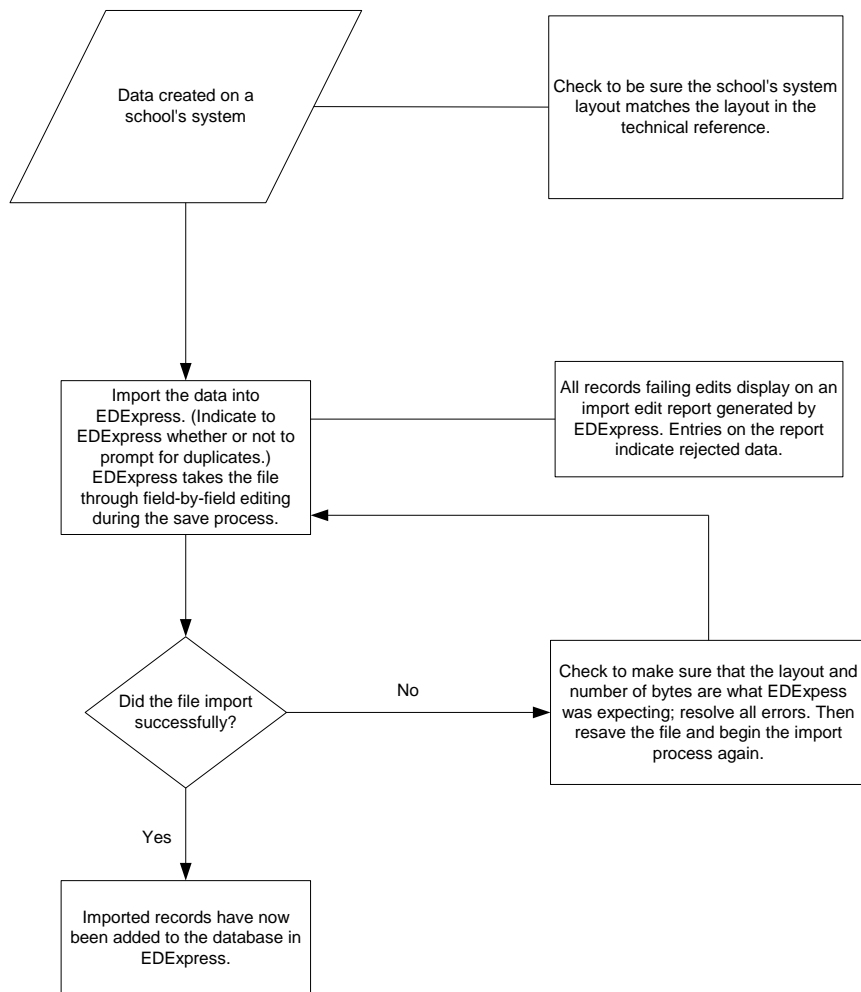 Data created on a
school's system
Check to be sure the school's system
layout matches the layout in the
technical reference.
Import the data into
EDExpress. (Indicate to
EDExpress whether or not to
prompt for duplicates.)
EDExpress takes the file
through field-by-field editing
during the save process.
All records failing edits display on an
import edit report generated by
EDExpress. Entries on the report
indicate rejected data.
Did the file import
successfully?
No
Check to make sure that the layout and
number of bytes are what EDExpess
was expecting; resolve all errors. Then
resave the file and begin the import
process again.
Yes
Imported records have now
been added to the database in
EDExpress.